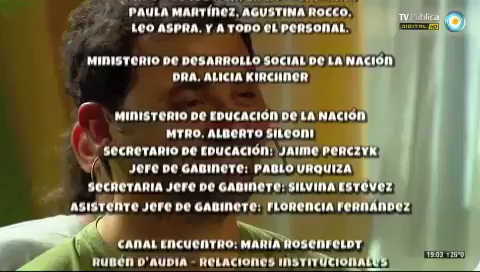 PAULA MARTÍNEZ, AGUSTINA ROCCO,
LEO ASPRA, Y A TODO EL PERSONAL.
TV Pública
DIGITAL HD
MINISTERIO DE DESARROLLO SOCIAL DE LA NACIÓN
DRA. ALICIA KIRCHNER
MINISTERIO DE EDUCACIÓN DE LA NACIÓN
MTRO. ALBERTO SILEONI
SECRETARIO DE EDUCACIÓN: JAIME PERCZYK
JEFE DE GABINETE: PABLO URQUIZA
SECRETARIA JEFE DE GABINETE: SILVINA ESTÉVEZ
ASISTENTE JEFE DE GABINETE: FLORENCIA FERNÁNDEZ
CANAL ENCUENTRO: MARÍA ROSENFELDT
RUBÉN D'AUDIA - RELACIONES INSTITUCIONALES
19:03 ↑26°0